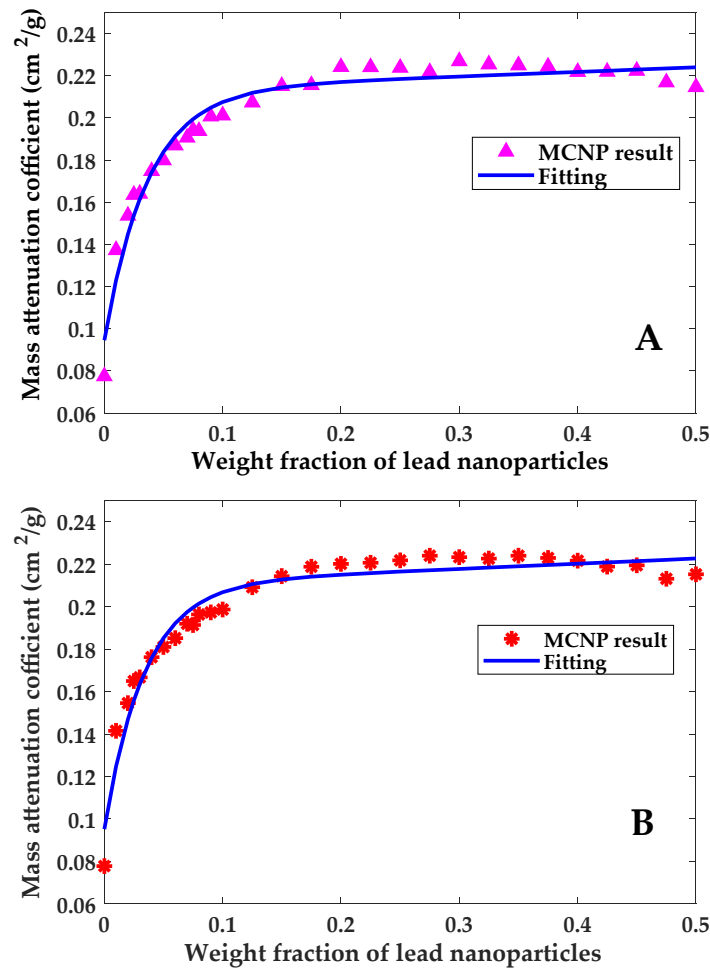 0.24
0.22
0.2
0.18
0.16
0.14
0.12
0.1
0.08
0.06
Mass attenuation cofficient (cm 2/g)
MCNP result
Fitting
A
0 0.1 0.2 0.3 0.4 0.5
Weight fraction of lead nanoparticles
0.24
0.22
0.2
0.18
0.16
0.14
0.12
0.1
0.08
0.06
Mass attenuation cofficient (cm 2/g)
MCNP result
Fitting
B
0 0.1 0.2 0.3 0.4 0.5
Weight fraction of lead nanoparticles